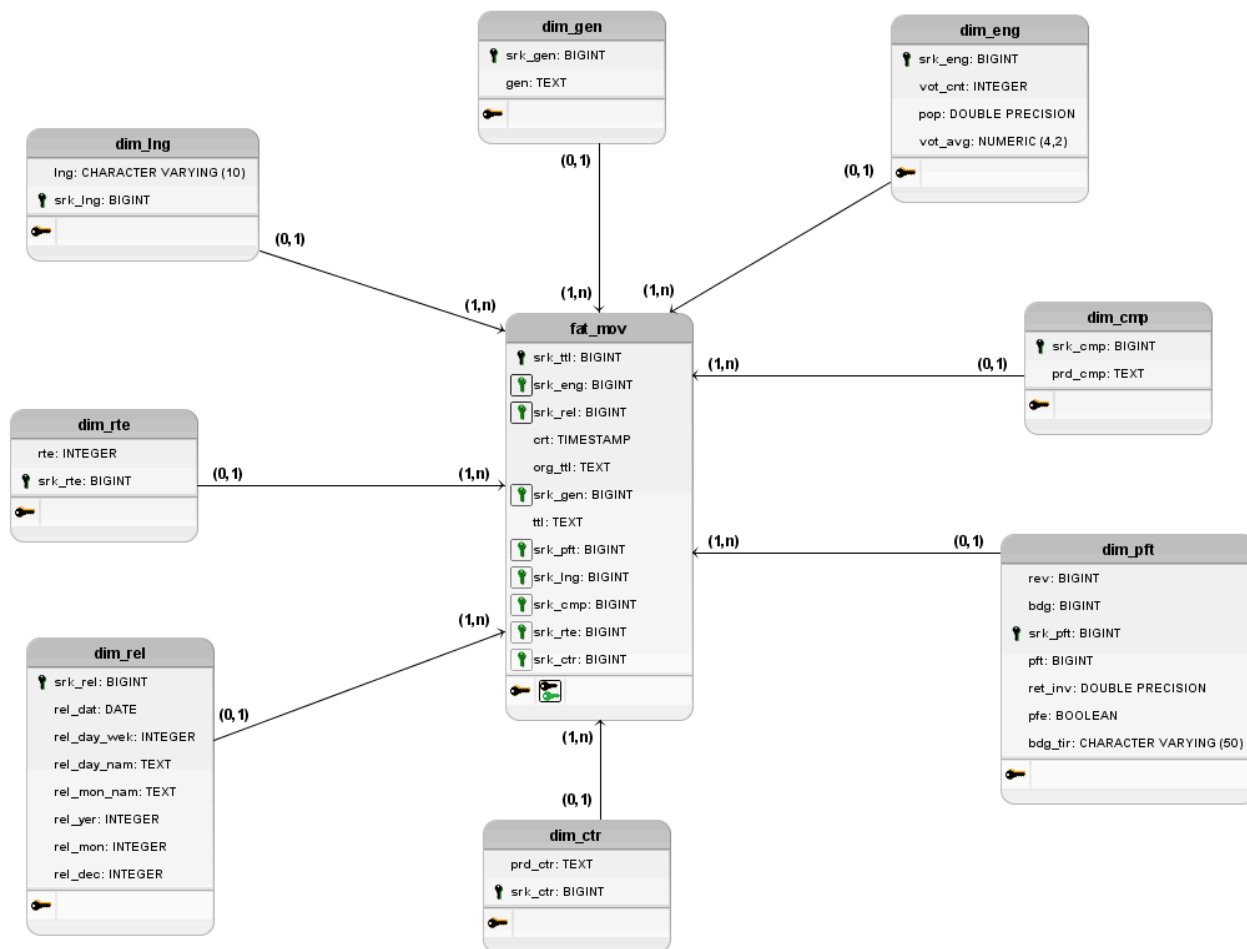 dim_gen
srk_gen: BIGINT
gen: TEXT
(0,1)
(1,n)
dim_eng
srk_eng: BIGINT
vot_cnt: INTEGER
pop: DOUBLE PRECISION
vot_avg: NUMERIC (4,2)
(0,1)
(1,n)
dim_lng
lng: CHARACTER VARYING (10)
srk_lng: BIGINT
(0,1)
(1,n)
fat_mov
srk_ttl: BIGINT
srk_eng: BIGINT
srk_rel: BIGINT
crt: TIMESTAMP
org_ttl: TEXT
srk_gen: BIGINT
ttl: TEXT
srk_pft: BIGINT
srk_lng: BIGINT
srk_cmp: BIGINT
srk_rte: BIGINT
srk_ctr: BIGINT
dim_cmp
srk_cmp: BIGINT
prd_cmp: TEXT
(1,n)
(0,1)
dim_rte
rte: INTEGER
srk_rte: BIGINT
(0,1)
(1,n)
dim_pft
rev: BIGINT
bdg: BIGINT
srk_pft: BIGINT
pft: BIGINT
ret_inv: DOUBLE PRECISION
pfe: BOOLEAN
bdg_tir: CHARACTER VARYING (50)
(1,n)
(0,1)
dim_rel
srk_rel: BIGINT
rel_dat: DATE
rel_day_wek: INTEGER
rel_day_nam: TEXT
rel_mon_nam: TEXT
rel_yer: INTEGER
rel_mon: INTEGER
rel_dec: INTEGER
(0,1)
(1,n)
(1,n)
(0,1)
dim_ctr
prd_ctr: TEXT
srk_ctr: BIGINT